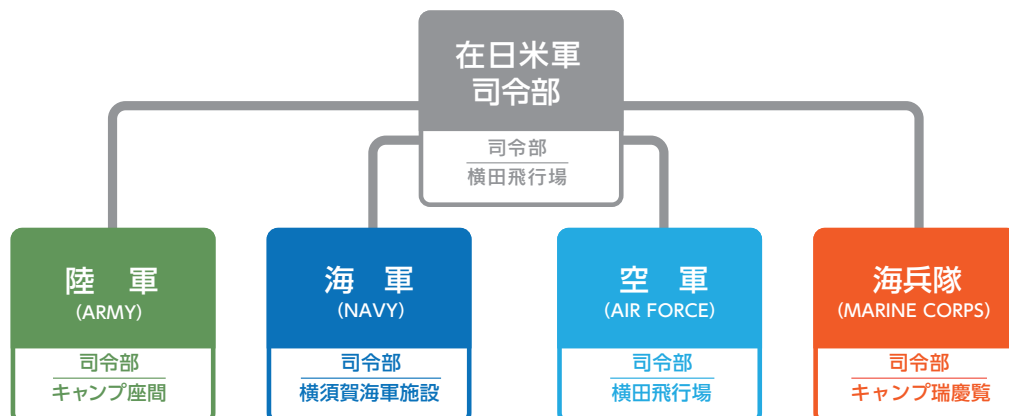 在日米軍
司令部
司令部
横田飛行場
陸 軍
(ARMY)
司令部
キャンプ座間
海 軍
(NAVY)
司令部
横須賀海軍施設
空 軍
(AIR FORCE)
司令部
横田飛行場
海兵隊
(MARINE CORPS)
司令部
キャンプ瑞慶覧